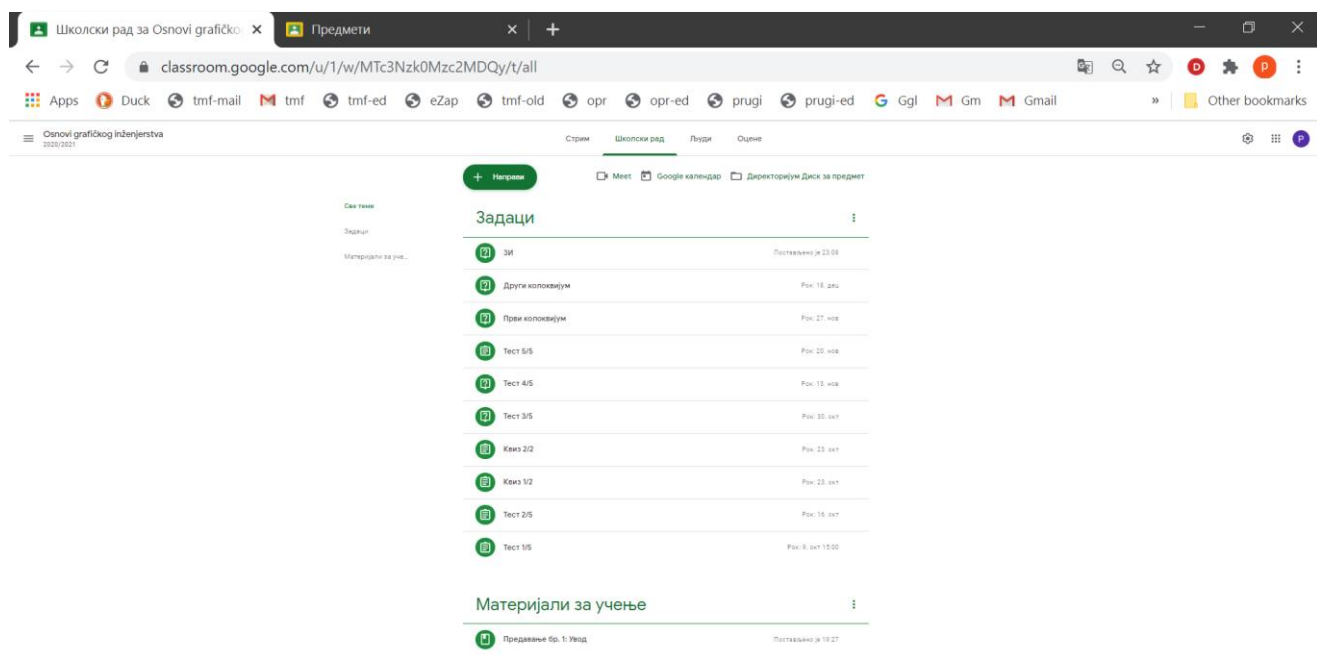 Школски рад за Osnovi grafičko
Предмети
classroom.google.com/u/1/w/MTc3Nzk0Mzc2MDQy/t/all
D
P
Apps Duck tmf-mail tmf tmf-ed eZap tmf-old opr opr-ed prugi prugi-ed Ggl Gm Gmail » Other bookmarks
Osnovi grafičkog inženjerstva
2020/2021
Стрим Школски рад Људи Оцене
P
+ Направи
Meet Google календар Директоријум Диск за предмет
Све теме
Задаци
Материјали за уче...
Задаци
ЗИ Постављено је 23:08
Други колоквијум Рок: 18. дец
Први колоквијум Рок: 27. нов
Тест 5/5 Рок: 20. нов
Тест 4/5 Рок: 13. нов
Тест 3/5 Рок: 30. окт
Квиз 2/2 Рок: 23. окт
Квиз 1/2 Рок: 23. окт
Тест 2/5 Рок: 16. окт
Тест 1/5 Рок: 9. окт 15:00
Материјали за учење
Предавање бр. 1: Увод Постављено је 19:27